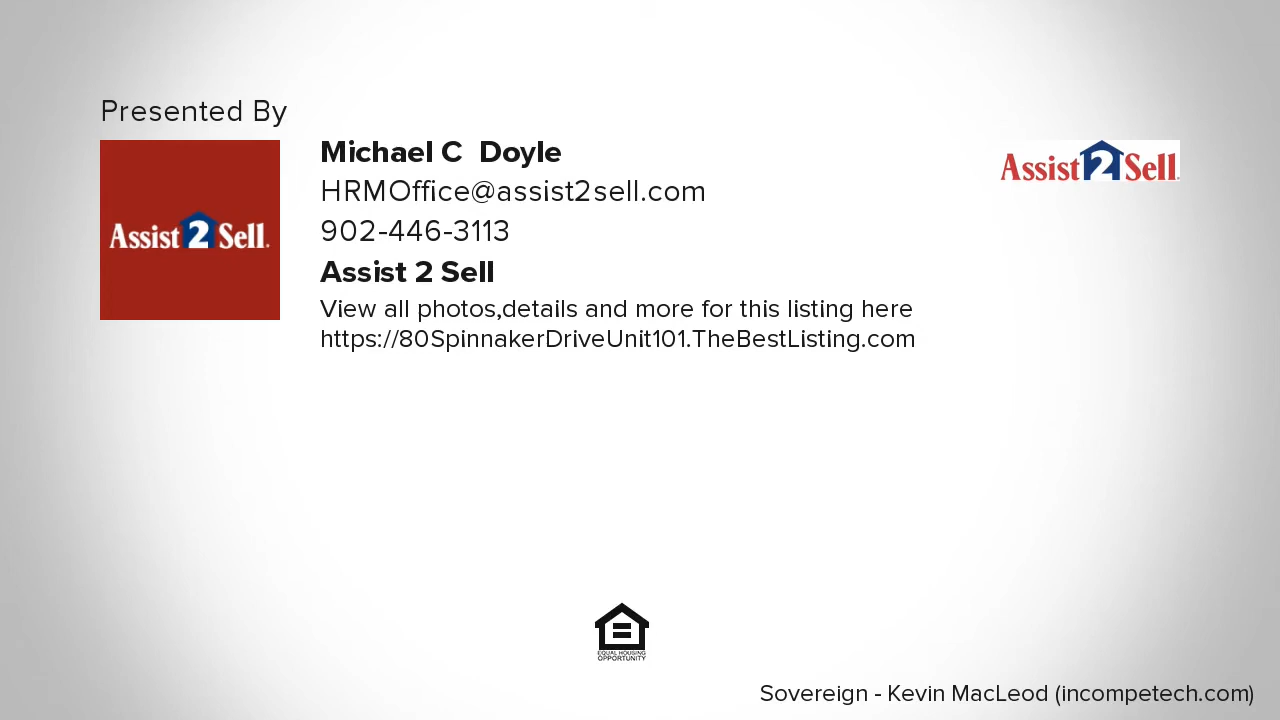 Presented By
Assist 2 Sell.
Michael C  Doyle
HRMOffice@assist2sell.com
902-446-3113
Assist 2 Sell
View all photos,details and more for this listing here
https://80SpinnakerDriveUnit101.TheBestListing.com
Assist 2 Sell.
EQUAL HOUSING
OPPORTUNITY
Sovereign - Kevin MacLeod (incompetech.com)